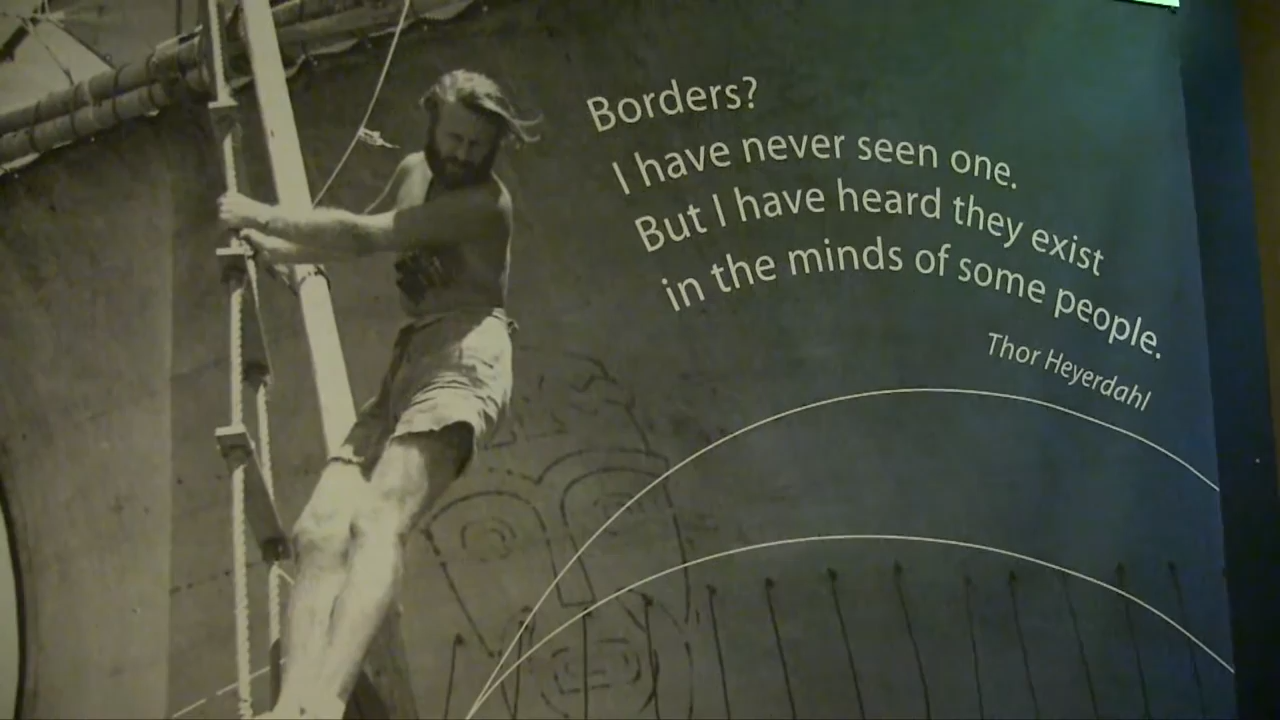 Borders?
I have never seen one.
But I have heard they exist
in the minds of some people.
Thor Heyerdahl